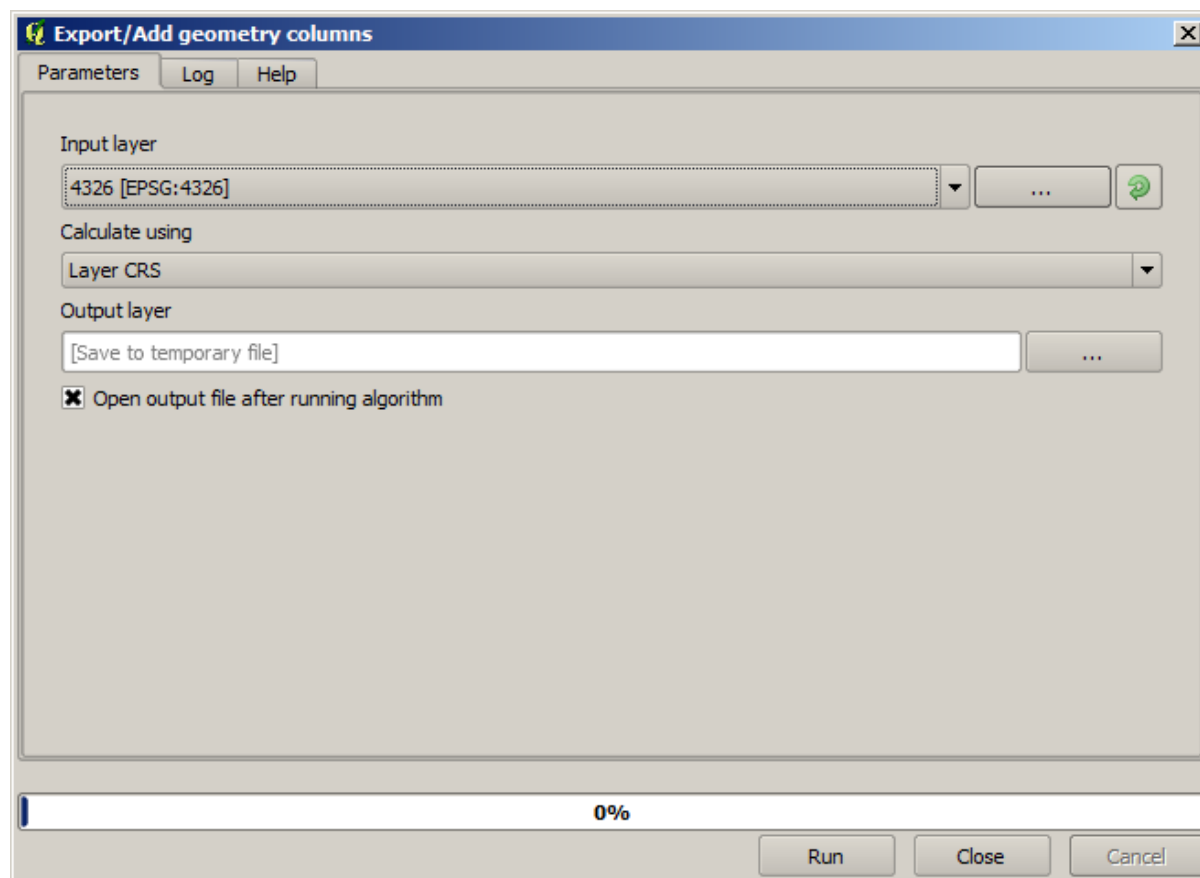 Export/Add geometry columns
Parameters Log Help
Input layer
4326 [EPSG:4326] ...
Calculate using
Layer CRS
Output layer
[Save to temporary file] ...
Open output file after running algorithm
0%
Run Close Cancel